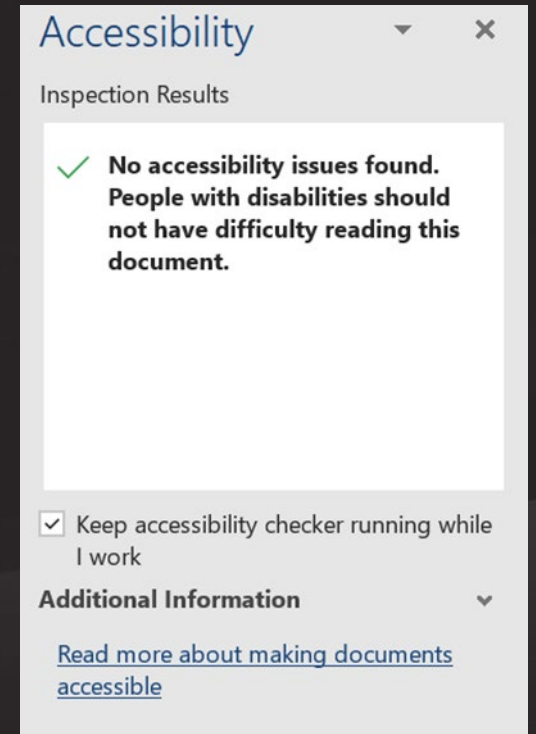 Accessibility
Inspection Results
No accessibility issues found.
People with disabilities should
not have difficulty reading this
document.
Keep accessibility checker running while
I work
Additional Information
Read more about making documents
accessible